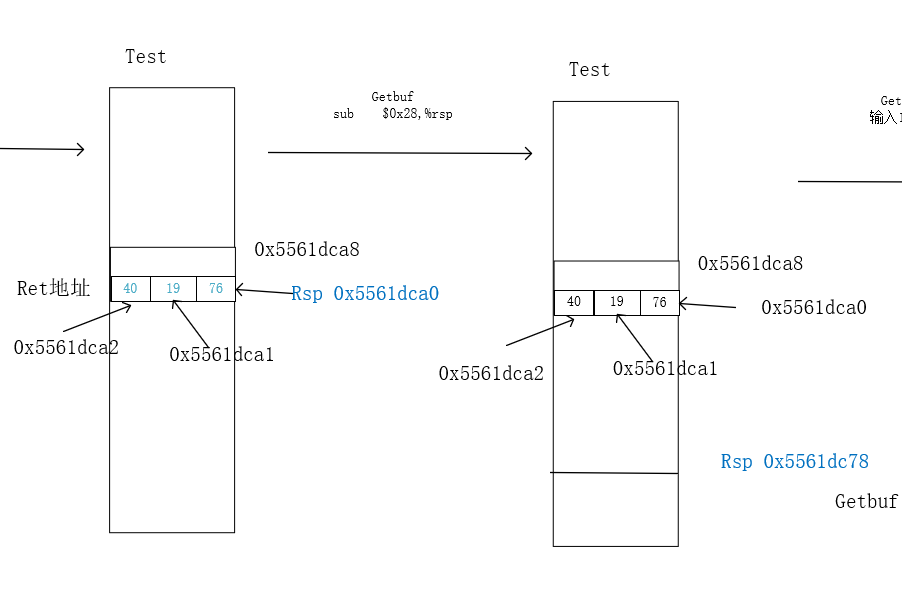 Test
Getbuf
sub $0x28,%rsp
0x5561dca8
Ret地址
40 19 76
Rsp 0x5561dca0
0x5561dca2
0x5561dca1
Test
0x5561dca8
40 19 76
0x5561dca0
0x5561dca2
0x5561dca1
Rsp 0x5561dc78
Getbuf
Get
输入